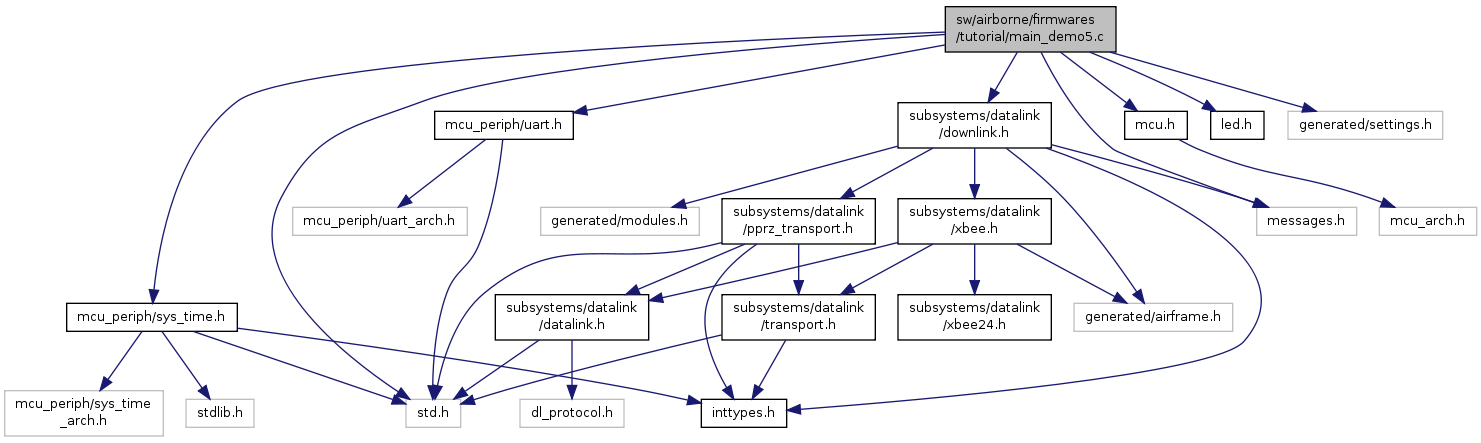 sw/airborne/firmwares
/tutorial/main_demo5.c
mcu_periph/uart.h
subsystems/datalink
/downlink.h
mcu.h
led.h
generated/settings.h
mcu_periph/uart_arch.h
generated/modules.h
subsystems/datalink
/pprz_transport.h
subsystems/datalink
/xbee.h
messages.h
mcu_arch.h
mcu_periph/sys_time.h
subsystems/datalink
/datalink.h
subsystems/datalink
/transport.h
subsystems/datalink
/xbee24.h
generated/airframe.h
mcu_periph/sys_time
_arch.h
stdlib.h
std.h
dl_protocol.h
inttypes.h